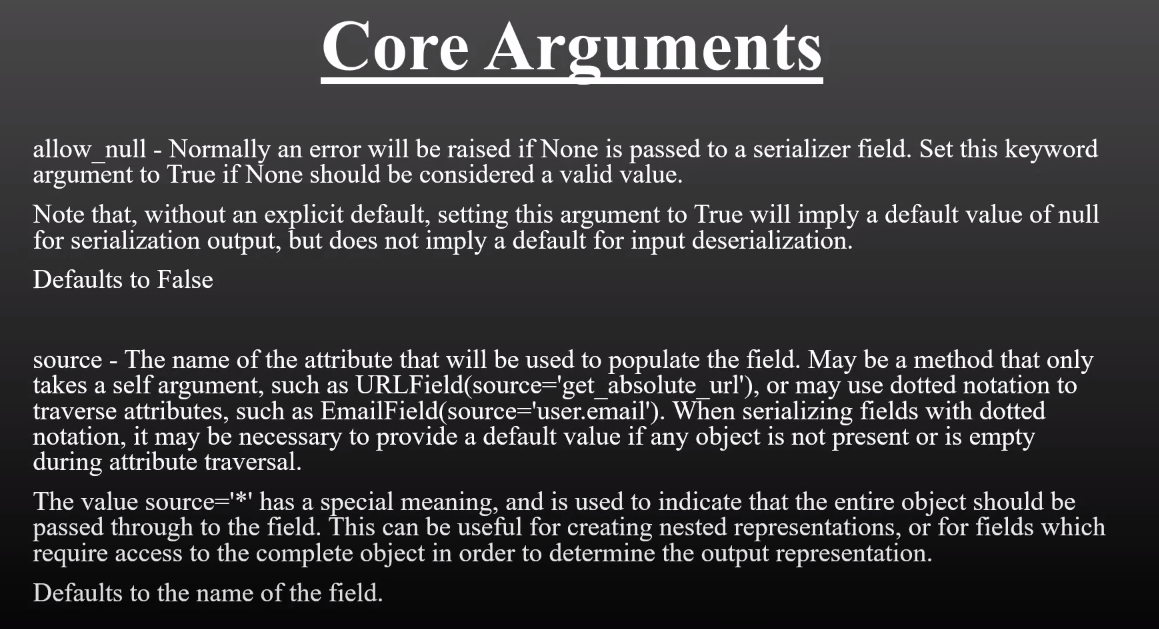 Core Arguments
allow_null - Normally an error will be raised if None is passed to a serializer field. Set this keyword
argument to True if None should be considered a valid value.
Note that, without an explicit default, setting this argument to True will imply a default value of null
for serialization output, but does not imply a default for input deserialization.
Defaults to False
source - The name of the attribute that will be used to populate the field. May be a method that only
takes a self argument, such as URLField(source='get_absolute_url'), or may use dotted notation to
traverse attributes, such as EmailField(source='user.email'). When serializing fields with dotted
notation, it may be necessary to provide a default value if any object is not present or is empty
during attribute traversal.
The value source='*' has a special meaning, and is used to indicate that the entire object should be
passed through to the field. This can be useful for creating nested representations, or for fields which
require access to the complete object in order to determine the output representation.
Defaults to the name of the field.